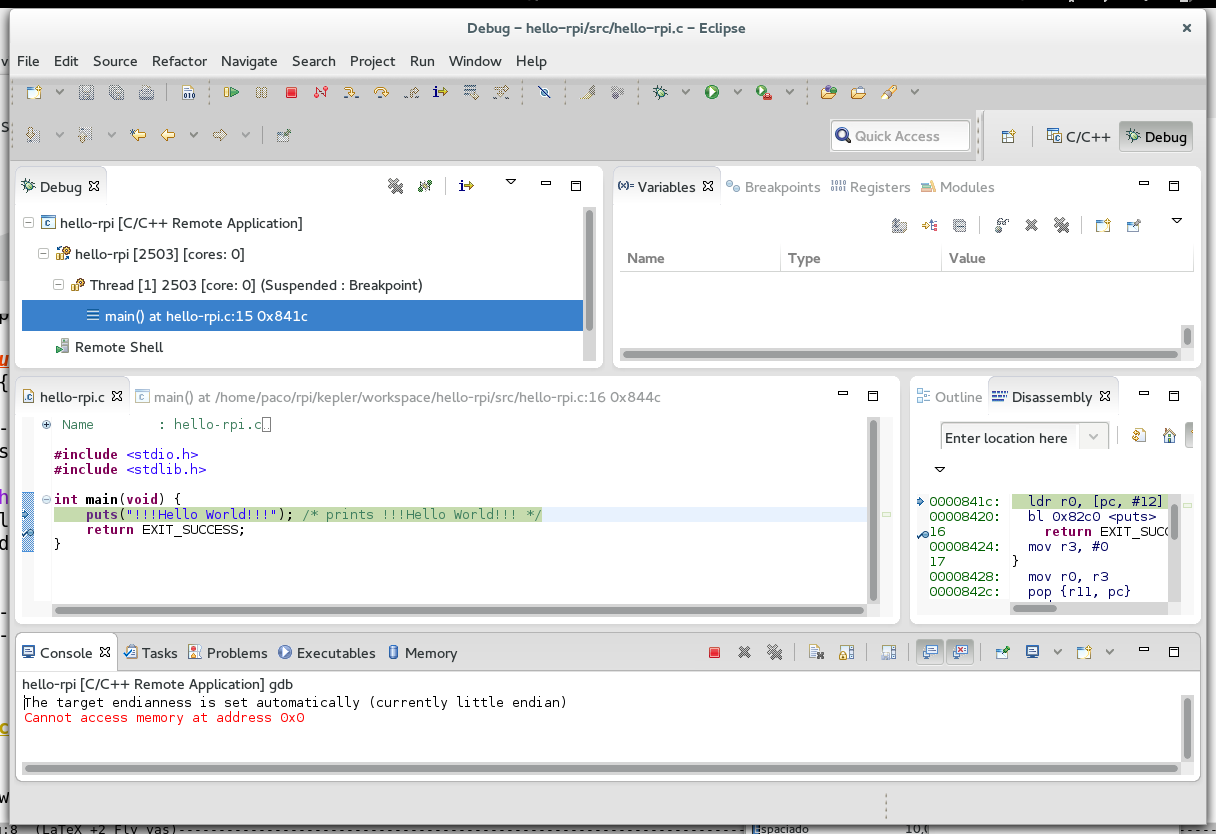 Debug - hello-rpi/src/hello-rpi.c - Eclipse
File Edit Source Refactor Navigate Search Project Run Window Help
Quick Access
C/C++
Debug
Debug
hello-rpi [C/C++ Remote Application]
hello-rpi [2503] [cores: 0]
Thread [1] 2503 [core: 0] (Suspended : Breakpoint)
main() at hello-rpi.c:15 0x841c
Remote Shell
(x)= Variables
Breakpoints
Registers
Modules
Name Type Value
hello-rpi.c
main() at /home/paco/rpi/kepler/workspace/hello-rpi/src/hello-rpi.c:16 0x844c
Name : hello-rpi.c
#include <stdio.h>
#include <stdlib.h>
int main(void) {
puts("!!!Hello World!!!"); /* prints !!!Hello World!!! */
return EXIT_SUCCESS;
}
Outline
Disassembly
Enter location here
0000841c: ldr r0, [pc, #12]
00008420: bl 0x82c0 <puts>
16 return EXIT_SUCC
00008424: mov r3, #0
17 }
00008428: mov r0, r3
0000842c: pop {r11, pc}
Console
Tasks
Problems
Executables
Memory
hello-rpi [C/C++ Remote Application] gdb
The target endianness is set automatically (currently little endian)
Cannot access memory at address 0x0